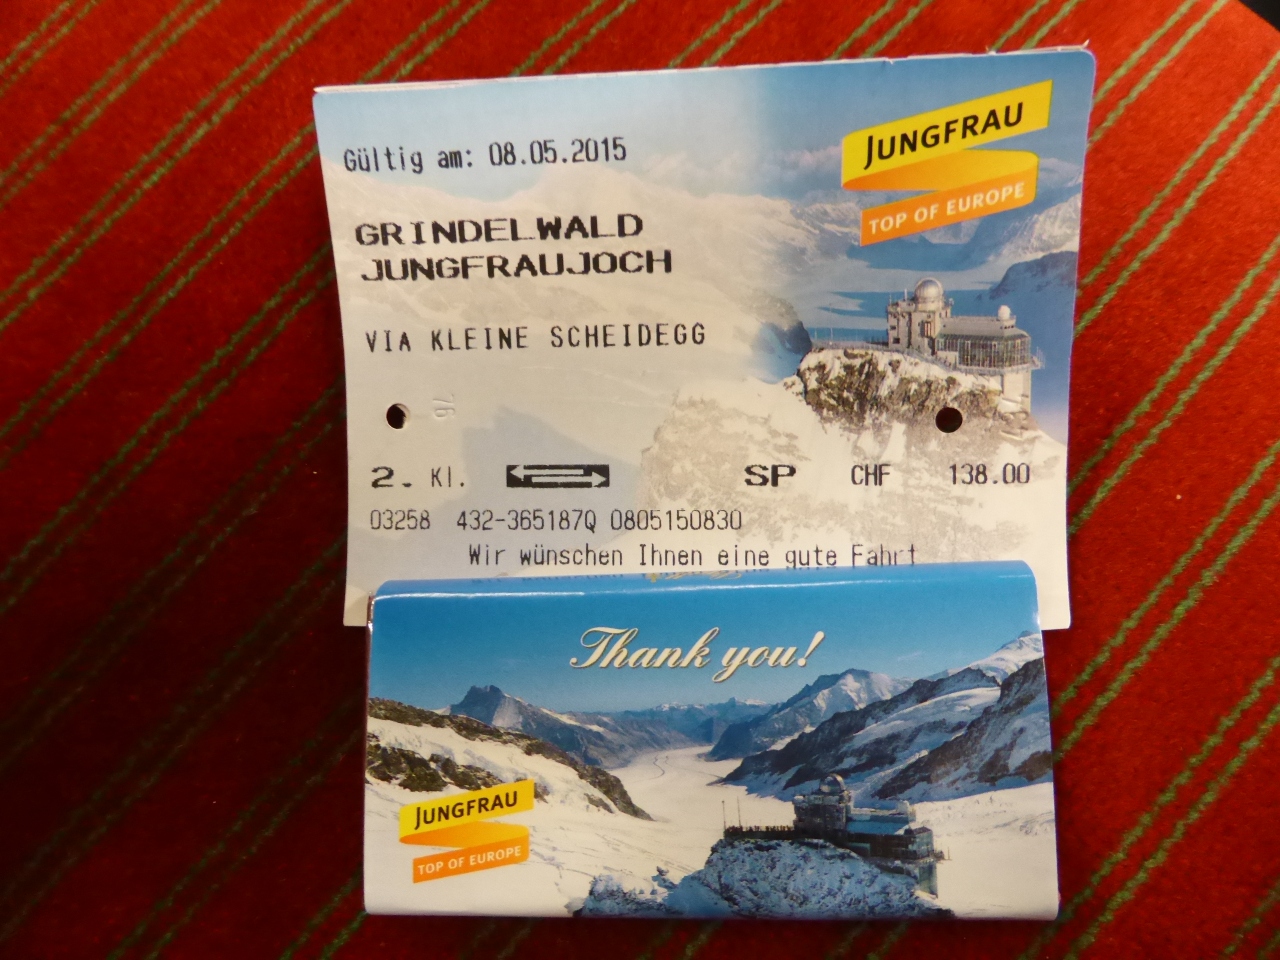 Gültig am: 08.05.2015
JUNGFRAU
TOP OF EUROPE
GRINDELWALD
JUNGFRAUJOCH
VIA KLEINE SCHEIDEGG
76
2. Kl. SP CHF 138.00
03258 432-365187Q 0805150830
Wir wünschen Ihnen eine gute Fahrt
Thank you!
JUNGFRAU
TOP OF EUROPE